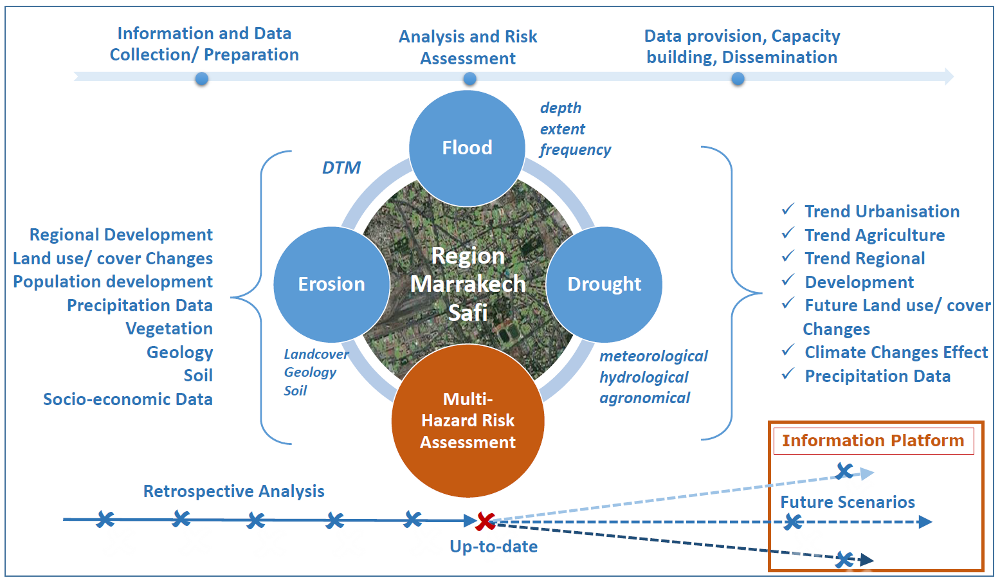 Information and Data
Collection/ Preparation
Analysis and Risk
Assessment
Data provision, Capacity
building, Dissemination
Flood
depth
extent
frequency
DTM
Regional Development
Land use/ cover Changes
Population development
Precipitation Data
Vegetation
Geology
Soil
Socio-economic Data
Erosion
Landcover
Geology
Soil
Region
Marrakech
Safi
Drought
meteorological
hydrological
agronomical
Multi-
Hazard Risk
Assessment
✓ Trend Urbanisation
✓ Trend Agriculture
✓ Trend Regional
✓ Development
✓ Future Land use/ cover
Changes
✓ Climate Changes Effect
✓ Precipitation Data
Information Platform
Retrospective Analysis
Future Scenarios
Up-to-date